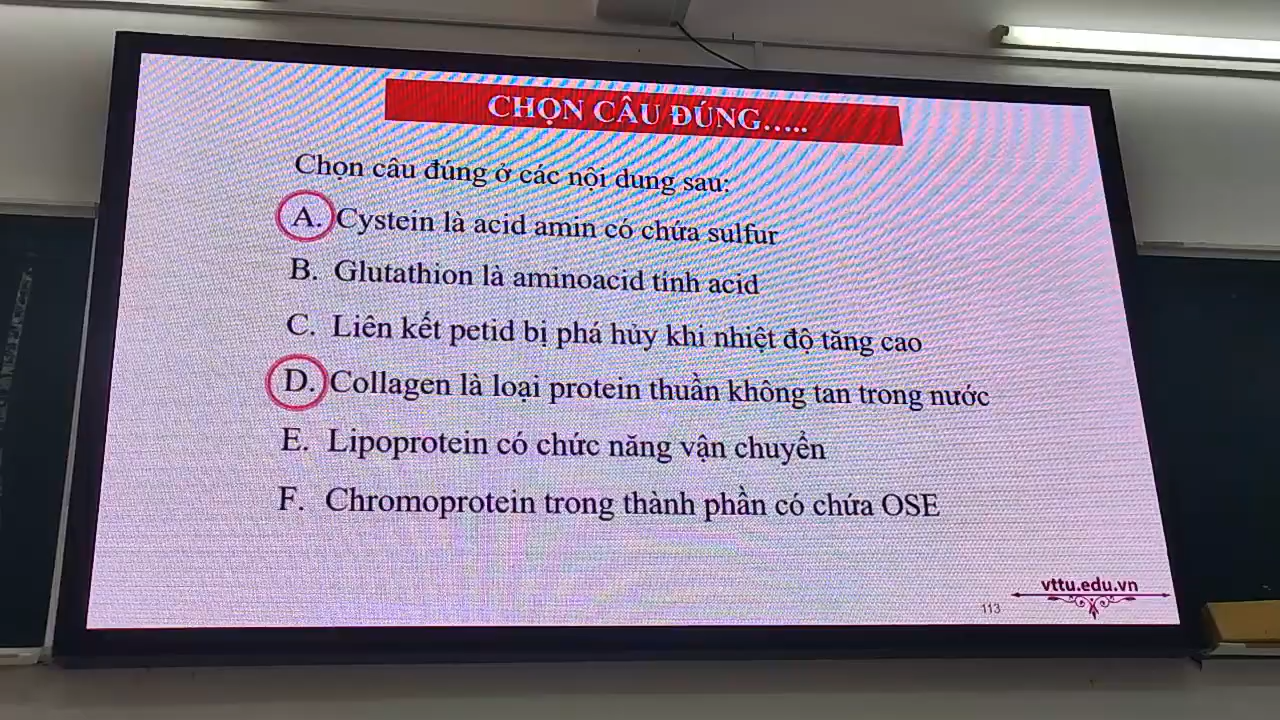 CHỌN CÂU ĐÚNG.....
Chọn câu đúng ở các nội dung sau:
A. Cystein là acid amin có chứa sulfur
B. Glutathion là aminoacid tính acid
C. Liên kết petid bị phá hủy khi nhiệt độ tăng cao
D. Collagen là loại protein thuần không tan trong nước
E. Lipoprotein có chức năng vận chuyển
F. Chromoprotein trong thành phần có chứa OSE
vttu.edu.vn
113